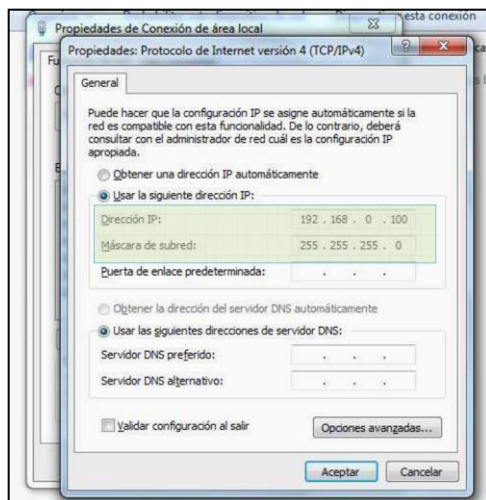 esta conexión
Propiedades de Conexión de área local
Propiedades: Protocolo de Internet versión 4 (TCP/IPv4)
General
Puede hacer que la configuración IP se asigne automáticamente si la
red es compatible con esta funcionalidad. De lo contrario, deberá
consultar con el administrador de red cuál es la configuración IP
apropiada.
Obtener una dirección IP automáticamente
Usar la siguiente dirección IP:
Dirección IP: 192 . 168 . 0 . 100
Máscara de subred: 255 . 255 . 255 . 0
Puerta de enlace predeterminada: . . .
Obtener la dirección del servidor DNS automáticamente
Usar las siguientes direcciones de servidor DNS:
Servidor DNS preferido: . . .
Servidor DNS alternativo: . . .
Validar configuración al salir
Opciones avanzadas...
Aceptar Cancelar